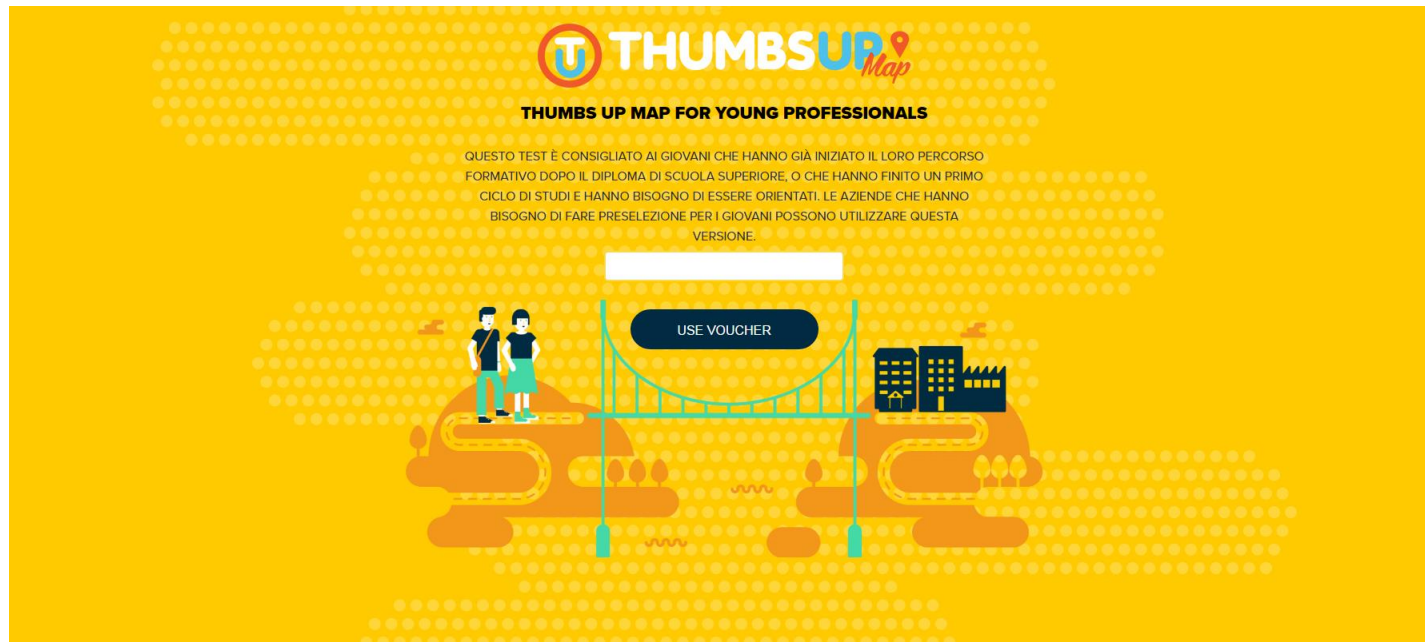 TU THUMBSUP
Map
THUMBS UP MAP FOR YOUNG PROFESSIONALS
QUESTO TEST È CONSIGLIATO AI GIOVANI CHE HANNO GIÀ INIZIATO IL LORO PERCORSO
FORMATIVO DOPO IL DIPLOMA DI SCUOLA SUPERIORE, O CHE HANNO FINITO UN PRIMO
CICLO DI STUDI E HANNO BISOGNO DI ESSERE ORIENTATI. LE AZIENDE CHE HANNO
BISOGNO DI FARE PRESELEZIONE PER I GIOVANI POSSONO UTILIZZARE QUESTA
VERSIONE.
USE VOUCHER